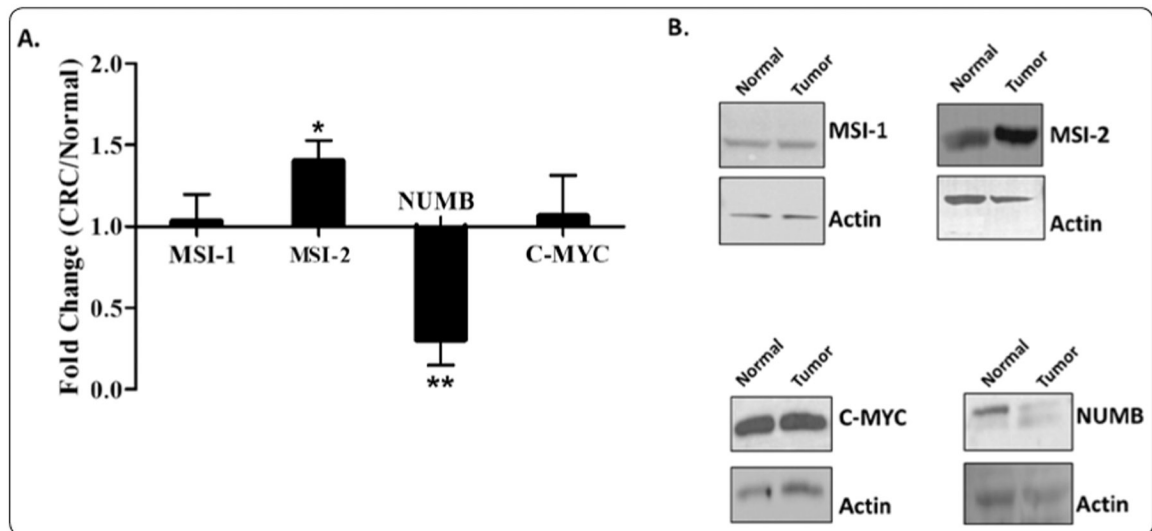 A.
Fold Change (CRC/Normal)
2.0
1.5
1.0
0.5
0.0
*
NUMB
MSI-1
MSI-2
C-MYC
**
B.
Normal
Tumor
MSI-1
Actin
Normal
Tumor
MSI-2
Actin
Normal
Tumor
C-MYC
Actin
Normal
Tumor
NUMB
Actin